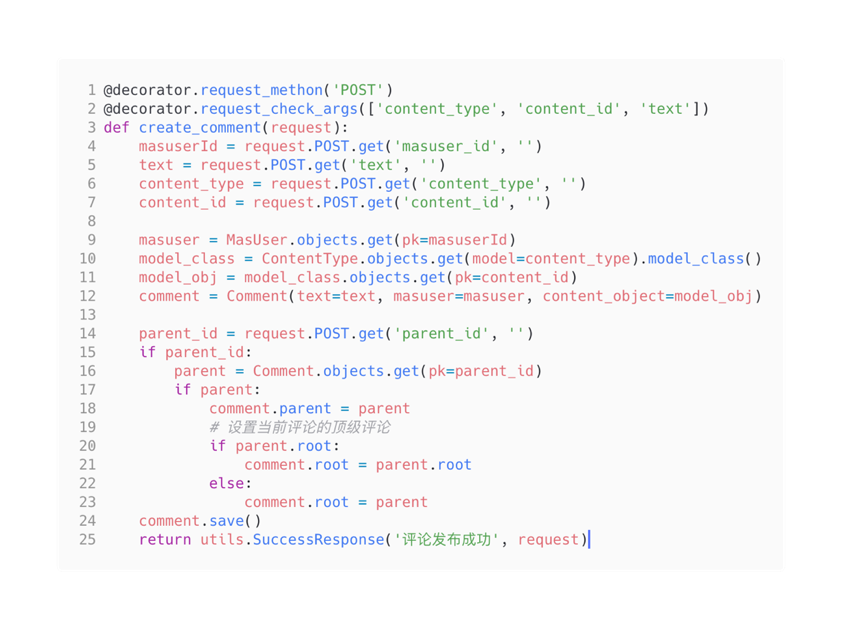 1 @decorator.request_methon('POST')
2 @decorator.request_check_args(['content_type', 'content_id', 'text'])
3 def create_comment(request):
4     masuserId = request.POST.get('masuser_id', '')
5     text = request.POST.get('text', '')
6     content_type = request.POST.get('content_type', '')
7     content_id = request.POST.get('content_id', '')
8
9     masuser = MasUser.objects.get(pk=masuserId)
10     model_class = ContentType.objects.get(model=content_type).model_class()
11     model_obj = model_class.objects.get(pk=content_id)
12     comment = Comment(text=text, masuser=masuser, content_object=model_obj)
13
14     parent_id = request.POST.get('parent_id', '')
15     if parent_id:
16         parent = Comment.objects.get(pk=parent_id)
17         if parent:
18             comment.parent = parent
19             # 设置当前评论的顶级评论
20             if parent.root:
21                 comment.root = parent.root
22             else:
23                 comment.root = parent
24     comment.save()
25     return utils.SuccessResponse('评论发布成功', request)